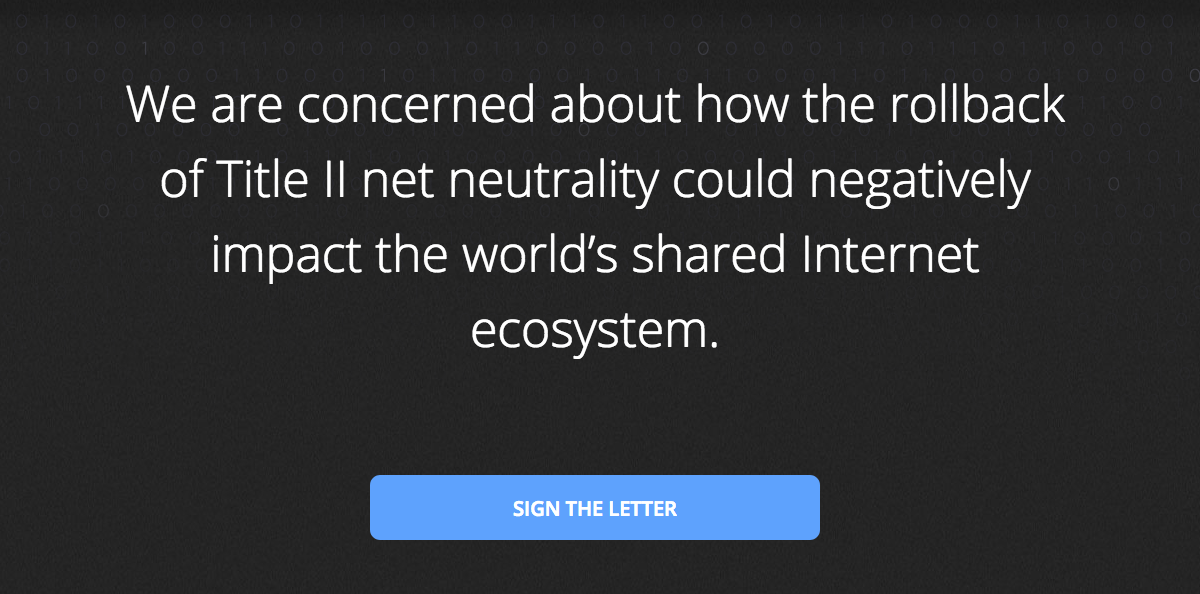 We are concerned about how the rollback
of Title II net neutrality could negatively
impact the world’s shared Internet
ecosystem.
SIGN THE LETTER